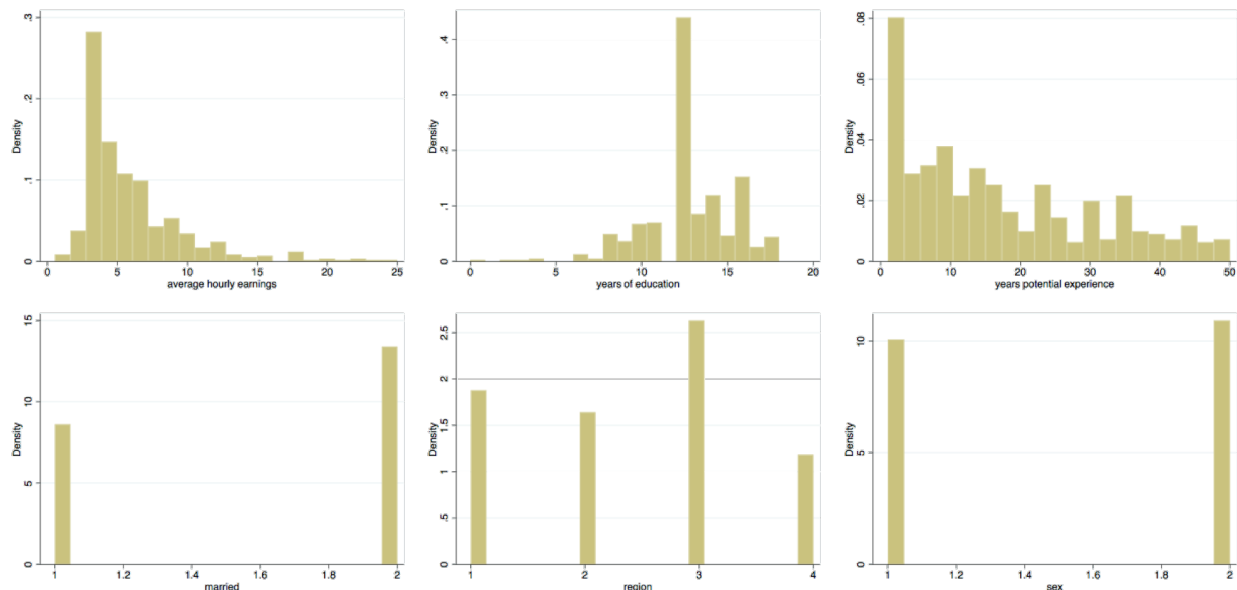 Density
.3
.2
.1
0
0 5 10 15 20 25
average hourly earnings
Density
.4
.3
.2
.1
0
0 5 10 15 20
years of education
Density
.08
.06
.04
.02
0
0 10 20 30 40 50
years potential experience
Density
15
10
5
0
1 1.2 1.4 1.6 1.8 2
married
Density
2.5
2
1.5
1
.5
0
1 2 3 4
region
Density
10
5
0
1 1.2 1.4 1.6 1.8 2
sex